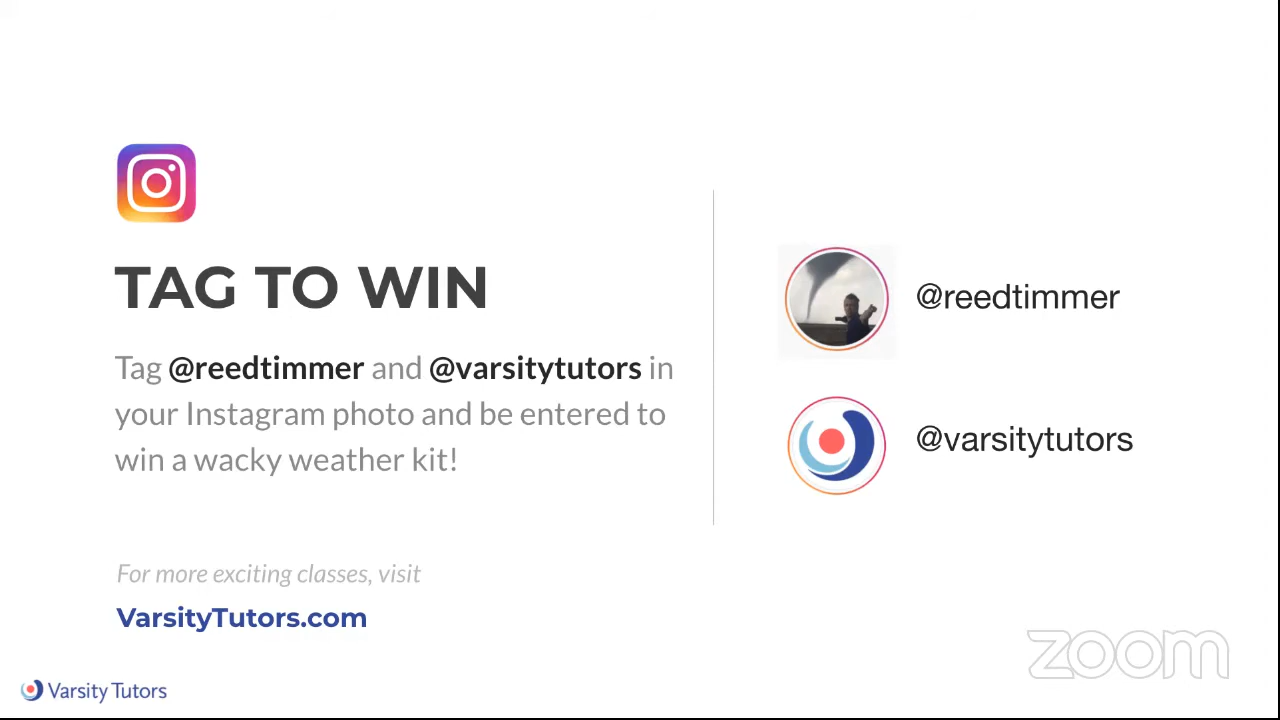 TAG TO WIN
Tag @reedtimmer and @varsitytutors in
your Instagram photo and be entered to
win a wacky weather kit!
For more exciting classes, visit
VarsityTutors.com
@reedtimmer
@varsitytutors
Varsity Tutors
zoom